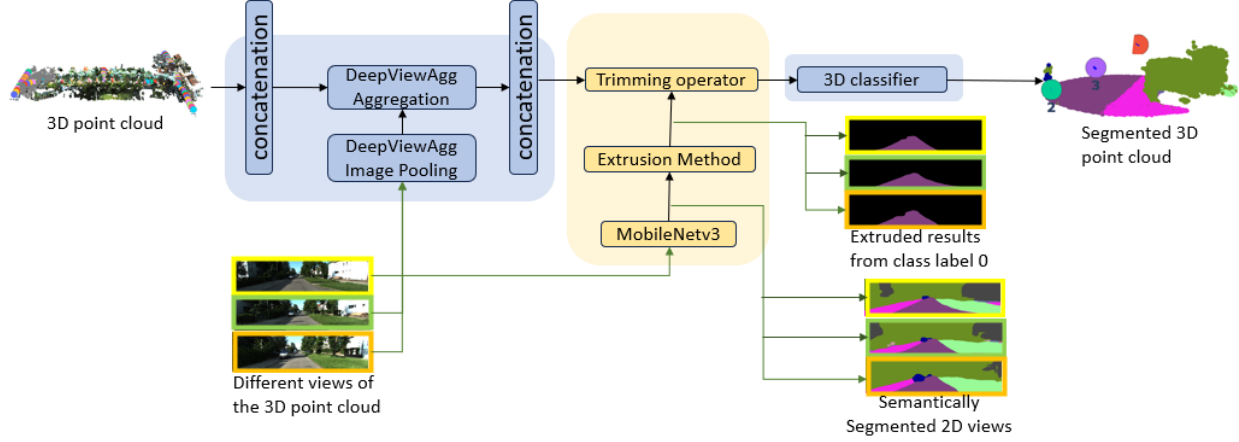 3D point cloud
concatenation
DeepViewAgg
Aggregation
DeepViewAgg
Image Pooling
concatenation
Trimming operator
Extrusion Method
MobileNetv3
3D classifier
2
3
Segmented 3D
point cloud
Extruded results
from class label 0
Different views of
the 3D point cloud
Semantically
Segmented 2D views